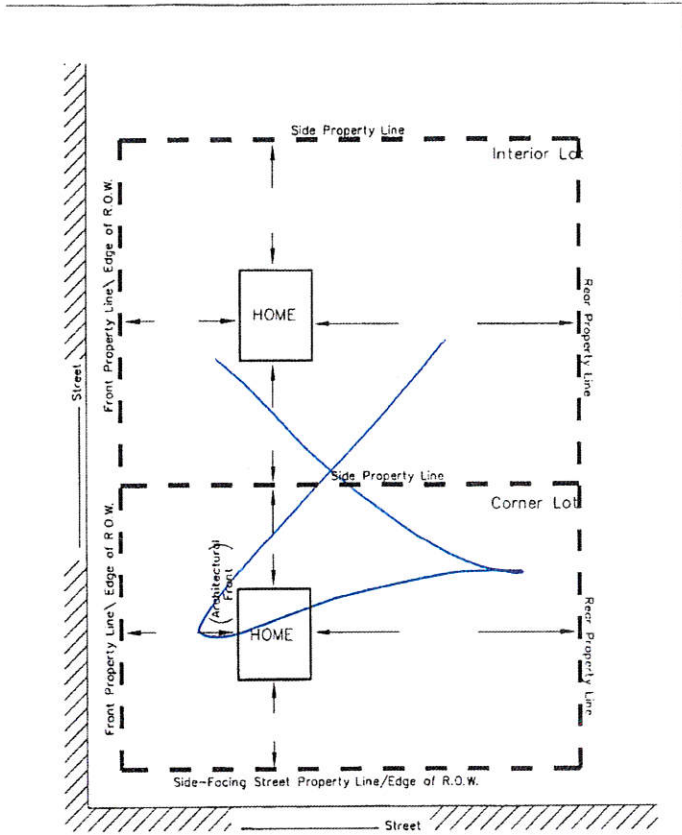 Side Property Line
Interior Lot
Front Property Line\ Edge of R.O.W.
HOME
Rear Property Line
Street
Side Property Line
Corner Lot
Front Property Line\ Edge of R.O.W.
(Architectural
Front)
HOME
Rear Property Line
Side-Facing Street Property Line/Edge of R.O.W.
Street